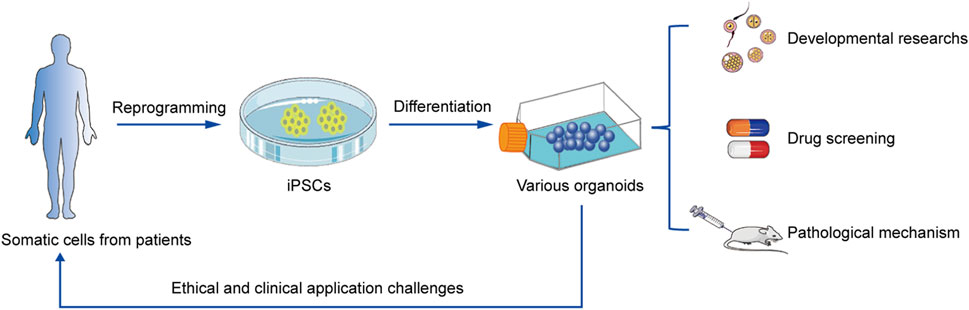 Developmental researchs
Reprogramming
Differentiation
Drug screening
iPSCs
Various organoids
Somatic cells from patients
Pathological mechanism
Ethical and clinical application challenges